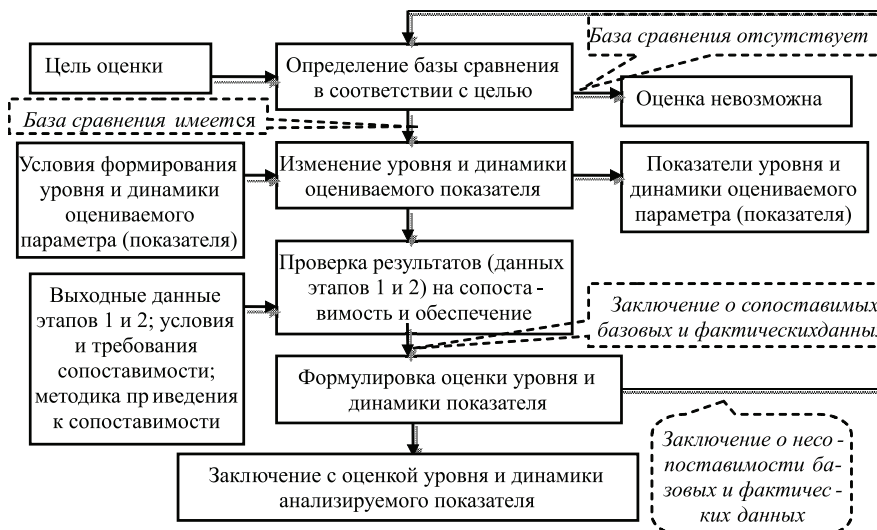 База сравнения отсутствует
Цель оценки
Определение базы сравнения
в соответствии с целью
Оценка невозможна
База сравнения имеется
Условия формирования
уровня и динамики
оцениваемого
параметра (показателя)
Изменение уровня и динамики
оцениваемого показателя
Показатели уровня и
динамики оцениваемого
параметра (показателя)
Проверка результатов (данных
этапов 1 и 2) на сопоста -
вимость и обеспечение
Выходные данные
этапов 1 и 2; условия
и требования
сопоставимости;
методика пр иведения
к сопоставимости
Заключение о сопоставимых
базовых и фактическихданных
Формулировка оценки уровня и
динамики показателя
Заключение о несо -
поставимости ба-
зовых и фактичес-
ких данных
Заключение с оценкой уровня и динамики
анализируемого показателя